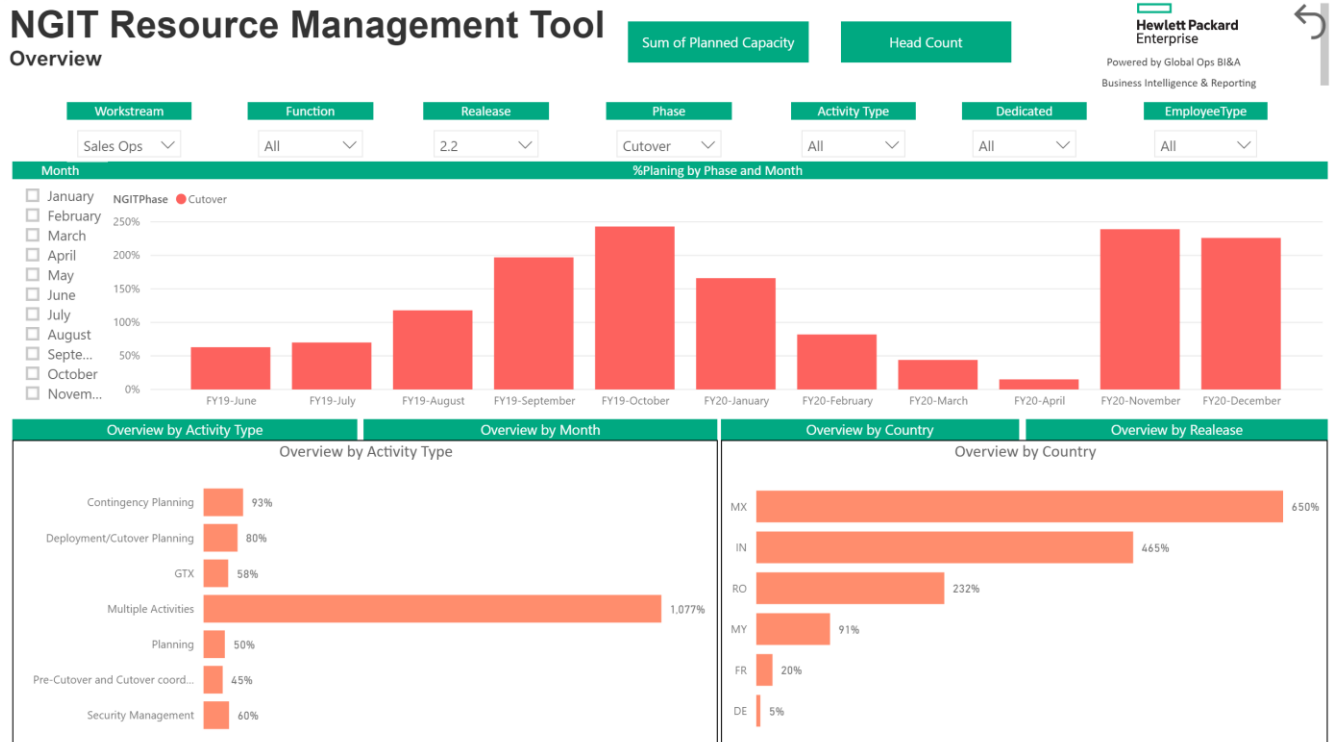 NGIT Resource Management Tool
Overview
Sum of Planned Capacity
Head Count
Hewlett Packard
Enterprise
Powered by Global Ops BI&A
Business Intelligence & Reporting
Workstream Function Realease Phase Activity Type Dedicated EmployeeType
Sales Ops All 2.2 Cutover All All All
Month
%Planing by Phase and Month
January
February
March
April
May
June
July
August
Septe...
October
Novem...
NGITPhase Cutover
250%
200%
150%
100%
50%
0%
FY19-June FY19-July FY19-August FY19-September FY19-October FY20-January FY20-February FY20-March FY20-April FY20-November FY20-December
Overview by Activity Type Overview by Month Overview by Country Overview by Realease
Overview by Activity Type
Contingency Planning 93%
Deployment/Cutover Planning 80%
GTX 58%
Multiple Activities 1,077%
Planning 50%
Pre-Cutover and Cutover coord... 45%
Security Management 60%
Overview by Country
MX 650%
IN 465%
RO 232%
MY 91%
FR 20%
DE 5%